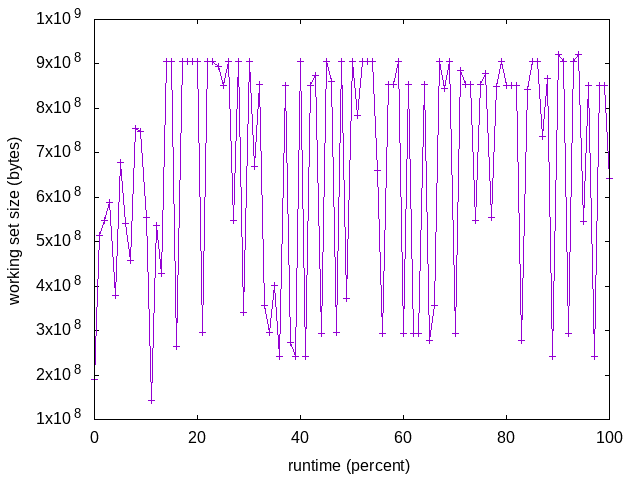 1x10^9
9x10^8
8x10^8
7x10^8
6x10^8
5x10^8
4x10^8
3x10^8
2x10^8
1x10^8
working set size (bytes)
0 20 40 60 80 100
runtime (percent)